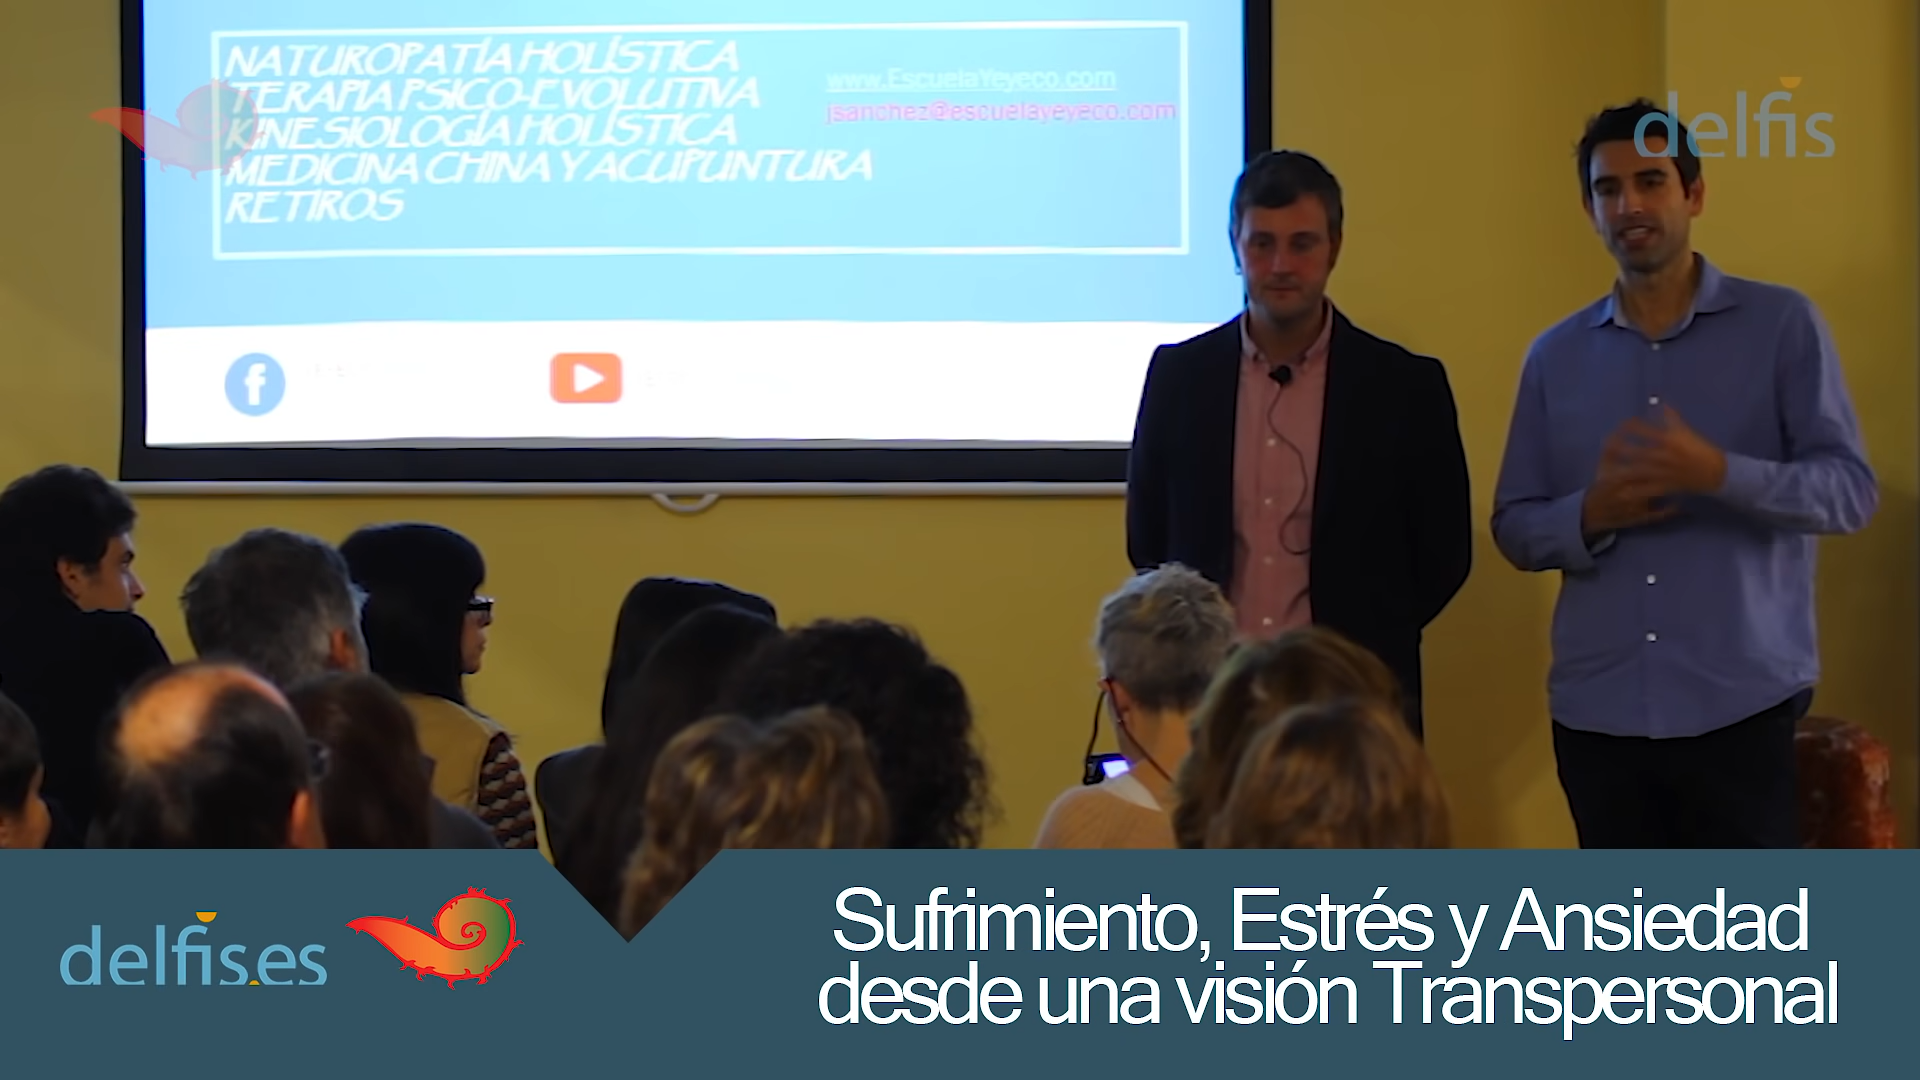 NATUROPATÍA HOLÍSTICA
TERAPIA PSICO-EVOLUTIVA
KINESIOLOGÍA HOLÍSTICA
MEDICINA CHINA Y ACUPUNTURA
RETIROS
www.EscuelaYeyeco.com
jsanchez@escuelayeyeco.com
delfis
delfis.es
Sufrimiento, Estrés y Ansiedad
desde una visión Transpersonal